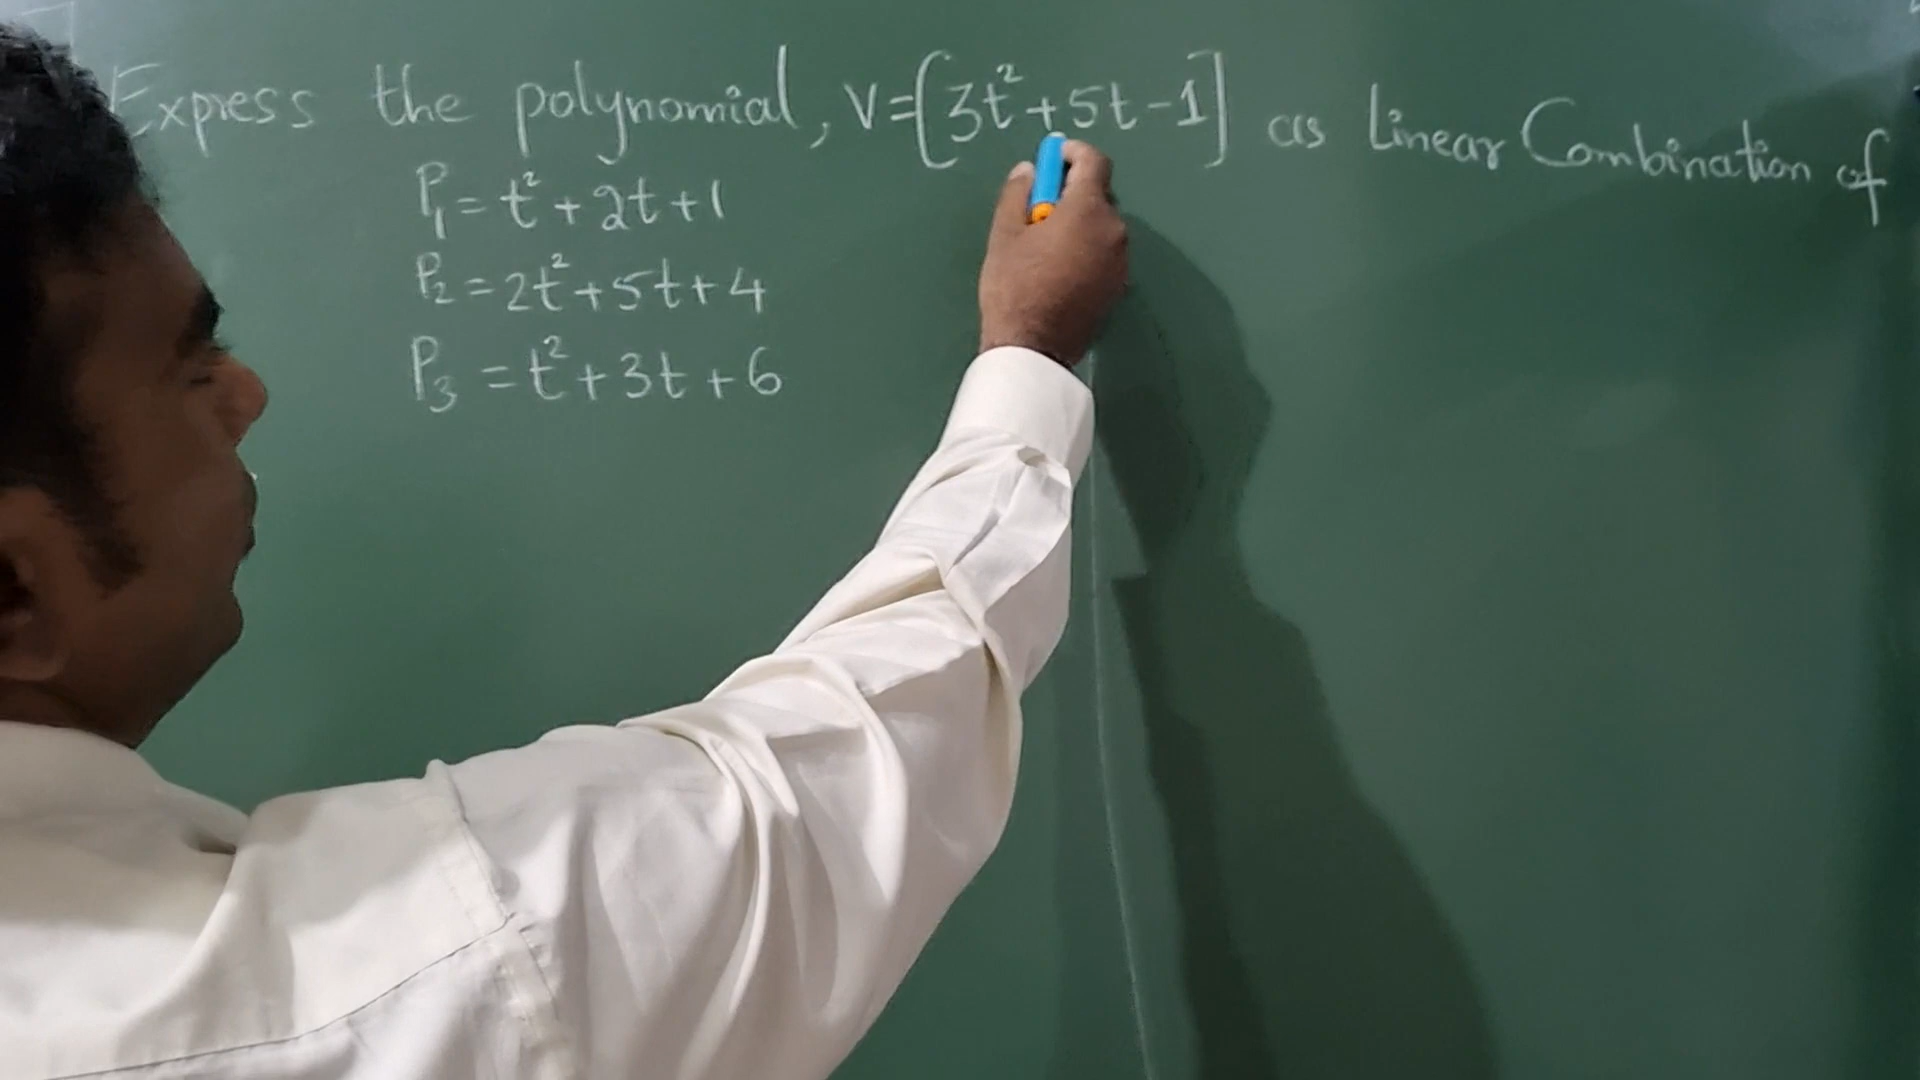 Express the polynomial, v=[3t²+5t-1] as Linear Combination of
P₁= t²+2t+1
P₂=2t²+5t+4
P₃ =t²+3t+6